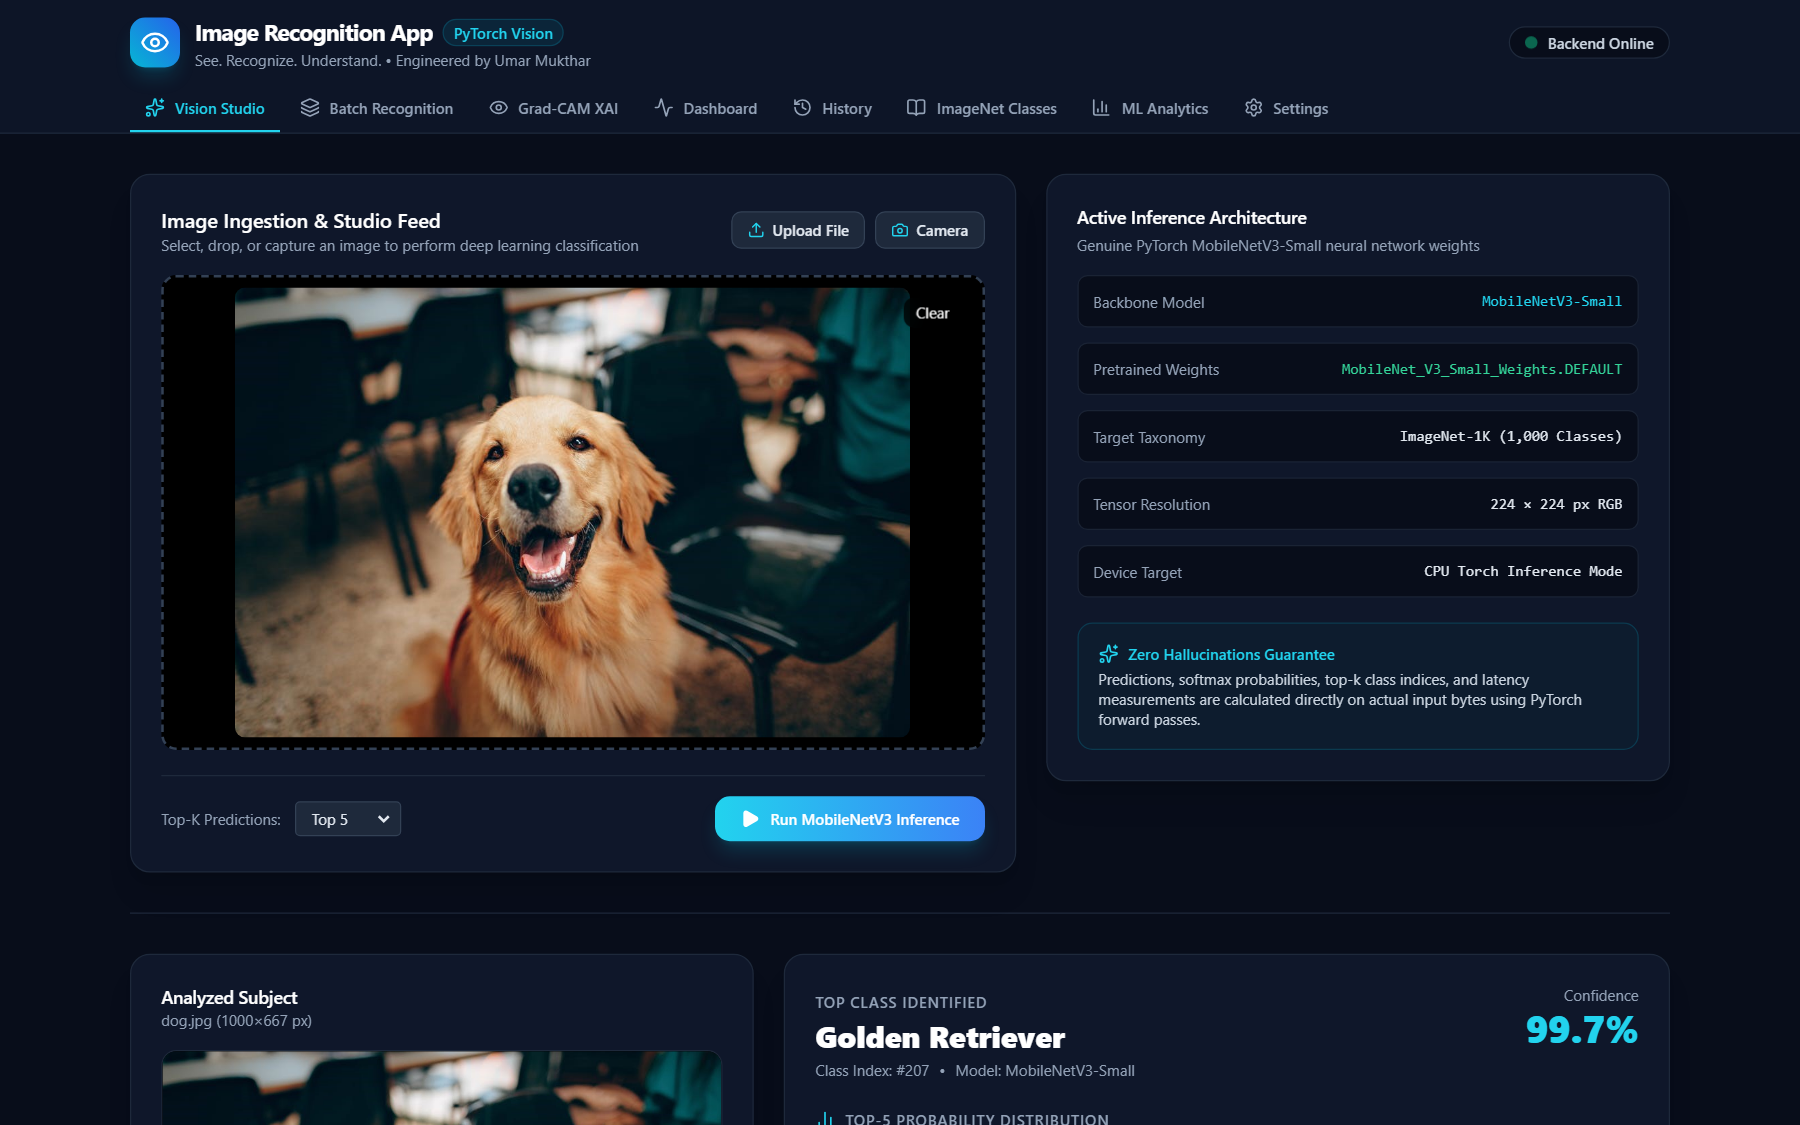 Image Recognition App
PyTorch Vision
See. Recognize. Understand. • Engineered by Umar Mukthar
Backend Online
Vision Studio
Batch Recognition
Grad-CAM XAI
Dashboard
History
ImageNet Classes
ML Analytics
Settings
Image Ingestion & Studio Feed
Select, drop, or capture an image to perform deep learning classification
Upload File
Camera
Clear
Top-K Predictions:
Top 5
Run MobileNetV3 Inference
Active Inference Architecture
Genuine PyTorch MobileNetV3-Small neural network weights
Backbone Model
MobileNetV3-Small
Pretrained Weights
MobileNet_V3_Small_Weights.DEFAULT
Target Taxonomy
ImageNet-1K (1,000 Classes)
Tensor Resolution
224 × 224 px RGB
Device Target
CPU Torch Inference Mode
Zero Hallucinations Guarantee
Predictions, softmax probabilities, top-k class indices, and latency
measurements are calculated directly on actual input bytes using PyTorch
forward passes.
Analyzed Subject
dog.jpg (1000×667 px)
TOP CLASS IDENTIFIED
Golden Retriever
Class Index: #207 • Model: MobileNetV3-Small
Confidence
99.7%
TOP-5 PROBABILITY DISTRIBUTION